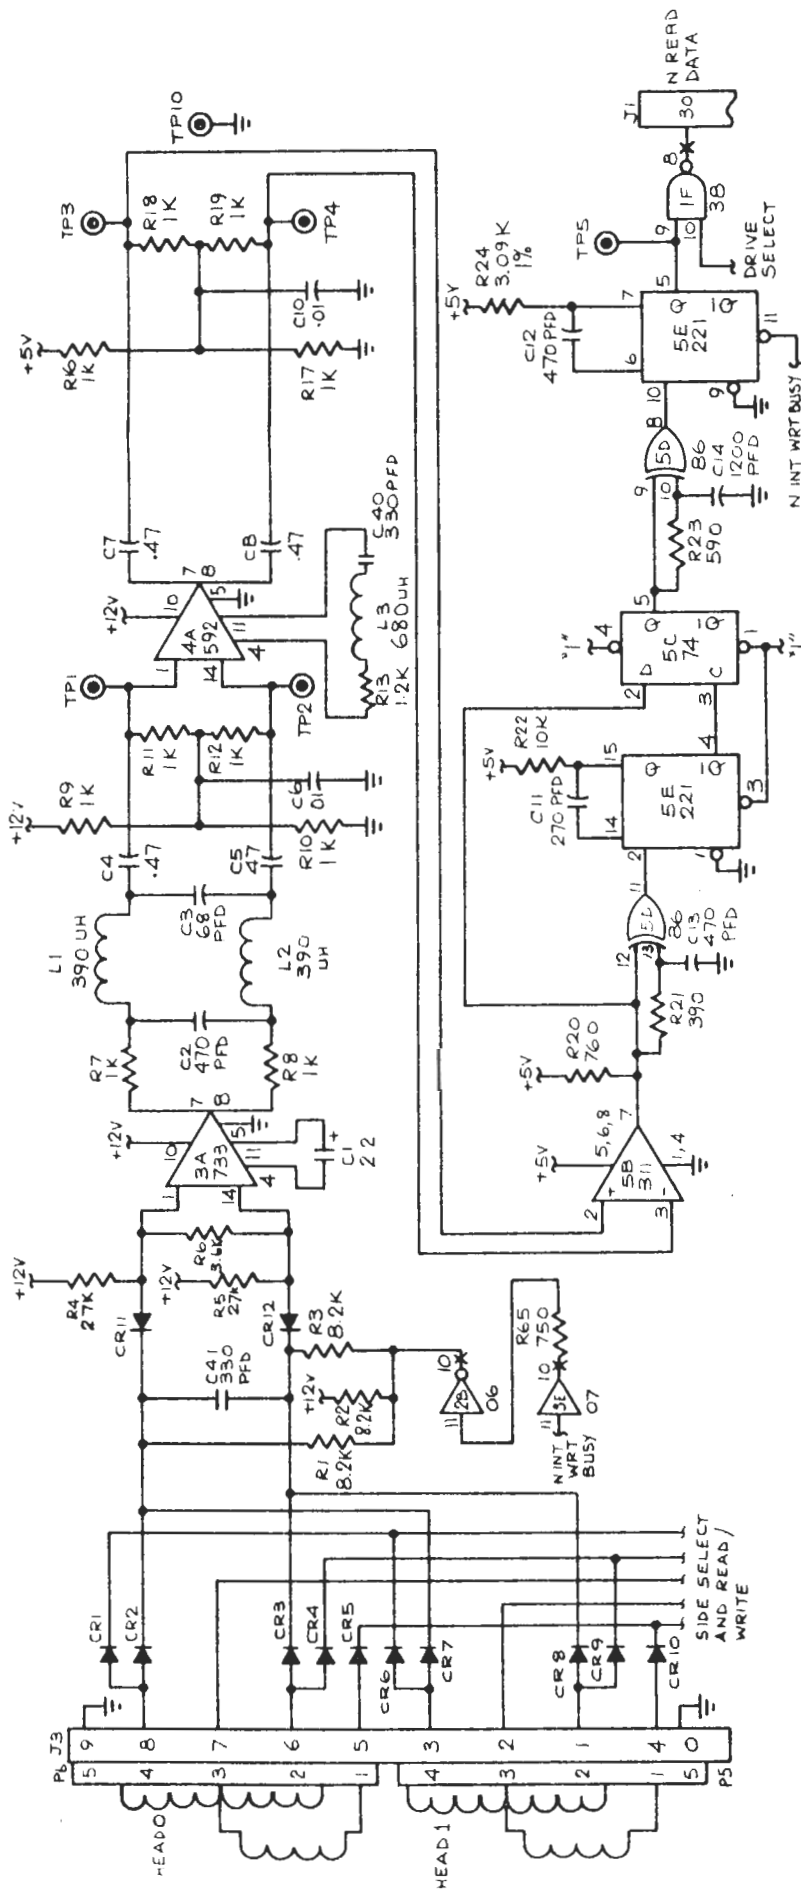 HEAD 0
HEAD 1
P6
J3
5
4
3
2
1
4
3
2
1
5
P5
9
8
7
6
5
3
2
1
4
0
CR1
CR2
CR3
CR4
CR5
CR6
CR7
CR8
CR9
CR10
SIDE SELECT
AND READ/
WRITE
+12V
R4
27K
CR11
C41
330
PFD
+12V
R5
27K
R6
3.6K
CR12
R3
8.2K
+12V
R2
8.2K
R1
8.2K
N INT
WRT
BUSY
11
3E
10
07
R65
750
11
2B
10
06
+12V
1
14
3A
733
10
7
8
5
11
4
C1
22
+
R7
1K
R8
1K
C2
470
PFD
L1
390 UH
L2
390
UH
C3
68
PFD
C4
.47
C5
.47
+12V
R9
1K
R10
1K
R11
1K
R12
1K
C6
.01
TP1
TP2
+12V
1
14
4A
592
10
7
8
5
11
4
R13
1.2K
L3
680 UH
C40
330 PFD
C7
.47
C8
.47
+5V
R16
1K
R17
1K
C10
.01
R18
1K
R19
1K
TP3
TP4
TP10
2
3
+
-
5B
311
+5V
5,6,8
1,4
7
+5V
R20
760
R21
390
C13
470
PFD
12
13
5D
86
11
2
+5V
R22
10K
C11
270 PFD
14
15
5E
221
Q
Q
1
3
4
2
3
D
C
5C
74
Q
Q
"1"
4
5
1
"1"
R23
590
C14
1200
PFD
9
10
5D
86
8
10
+5V
R24
3.09K
1%
C12
470 PFD
6
7
5E
221
Q
Q
9
11
5
N INT WRT BUSY
TP5
9
10
DRIVE
SELECT
1F
38
8
J1
30
N READ
DATA